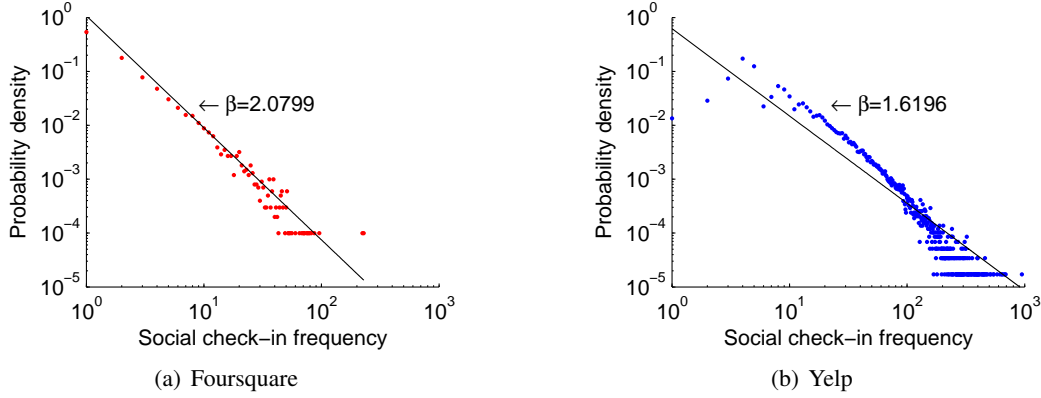 10^0
10^−1
10^−2
10^−3
10^−4
10^−5
Probability density
← β=2.0799
10^0
10^1
10^2
10^3
Social check−in frequency
(a) Foursquare
10^0
10^−1
10^−2
10^−3
10^−4
10^−5
Probability density
← β=1.6196
10^0
10^1
10^2
10^3
Social check−in frequency
(b) Yelp